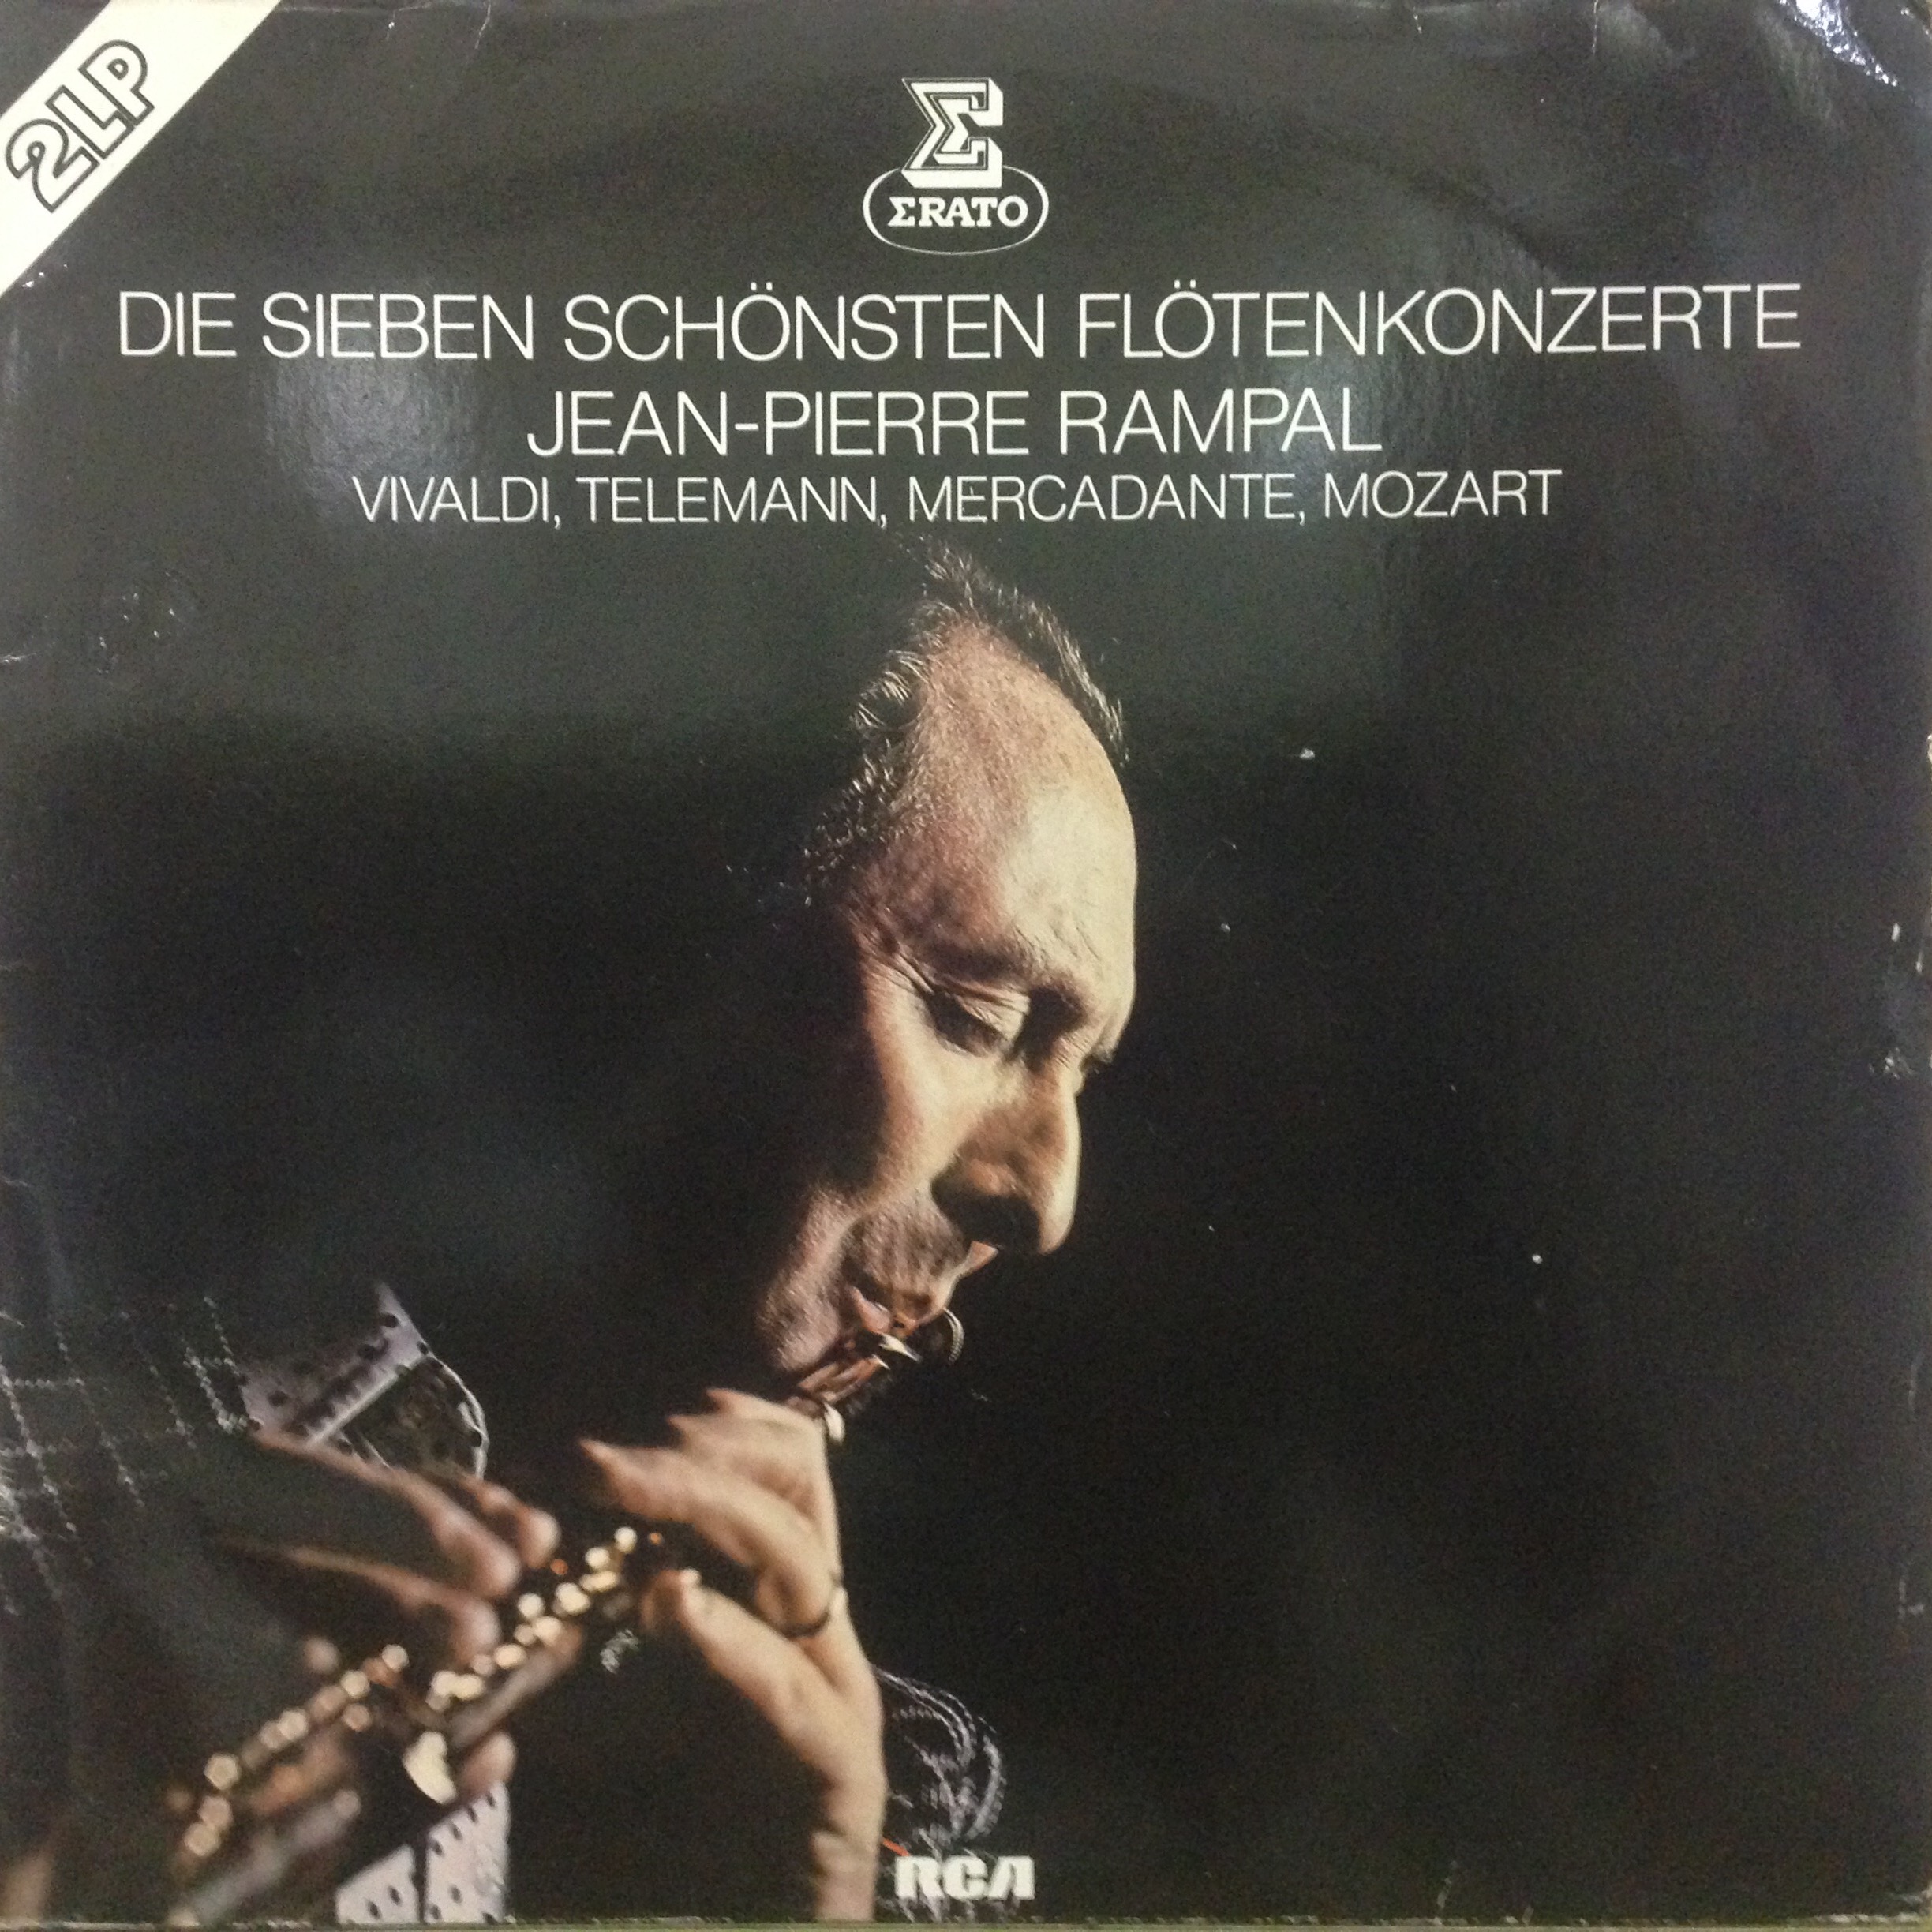 2LP
Σ
ΣRATO
DIE SIEBEN SCHÖNSTEN FLÖTENKONZERTE
JEAN-PIERRE RAMPAL
VIVALDI, TELEMANN, MERCADANTE, MOZART
RCA